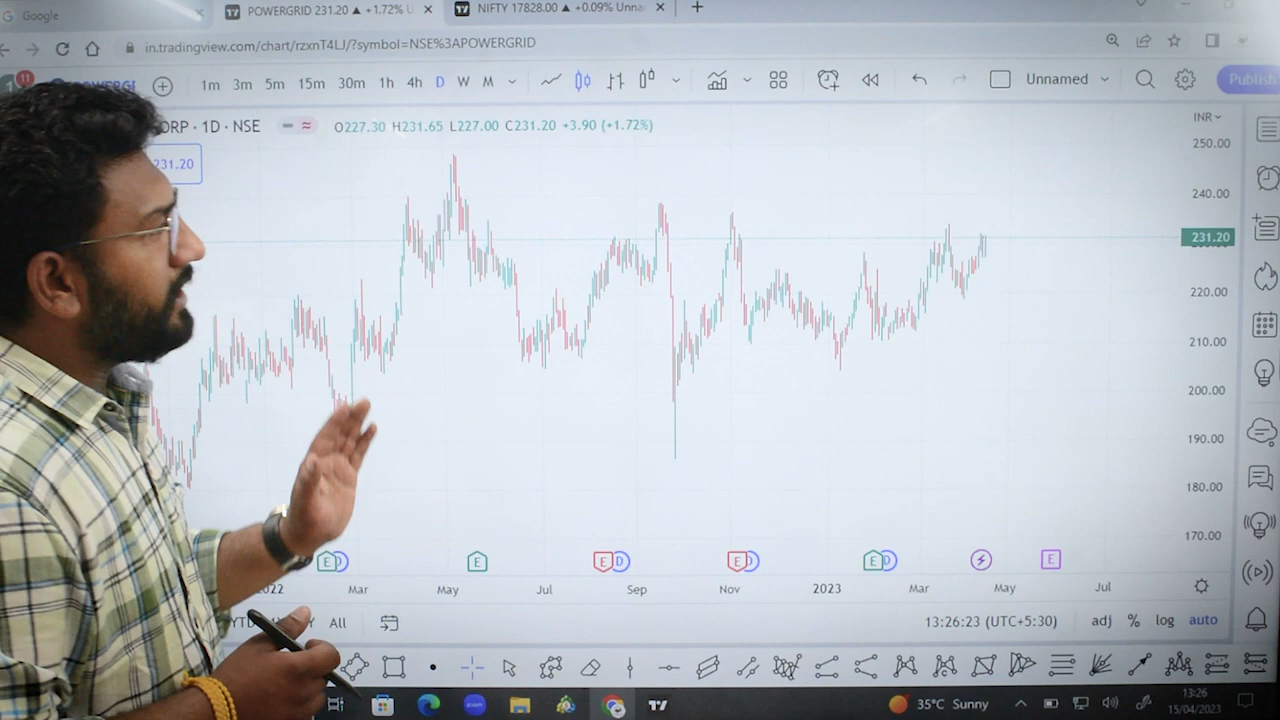 Google
POWERGRID 231.20 ▲ +1.72% U
NIFTY 17828.00 ▲ +0.09% Unna
in.tradingview.com/chart/rzxnT4LJ/?symbol=NSE%3APOWERGRID
11
1m 3m 5m 15m 30m 1h 4h D W M
Unnamed
Publish
ORP · 1D · NSE
O227.30 H231.65 L227.00 C231.20 +3.90 (+1.72%)
INR
231.20
250.00
240.00
231.20
220.00
210.00
200.00
190.00
180.00
170.00
E D E E D E D E D E
2022 Mar May Jul Sep Nov 2023 Mar May Jul
All
13:26:23 (UTC+5:30)
adj % log auto
zoom
35°C Sunny
13:26
15/04/2023